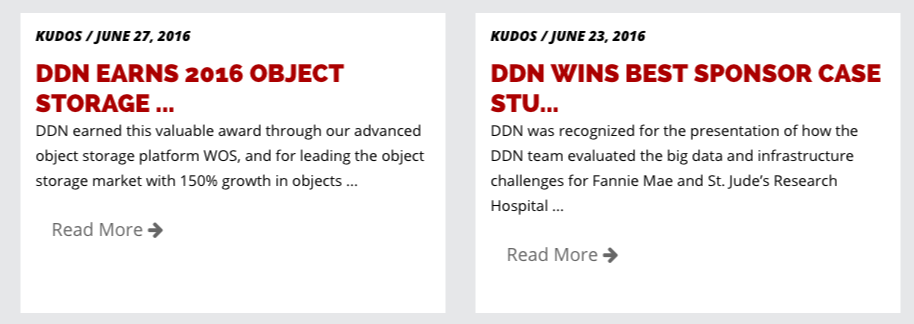 KUDOS / JUNE 27, 2016
DDN EARNS 2016 OBJECT
STORAGE ...
DDN earned this valuable award through our advanced
object storage platform WOS, and for leading the object
storage market with 150% growth in objects ...
Read More
KUDOS / JUNE 23, 2016
DDN WINS BEST SPONSOR CASE
STU...
DDN was recognized for the presentation of how the
DDN team evaluated the big data and infrastructure
challenges for Fannie Mae and St. Jude’s Research
Hospital ...
Read More